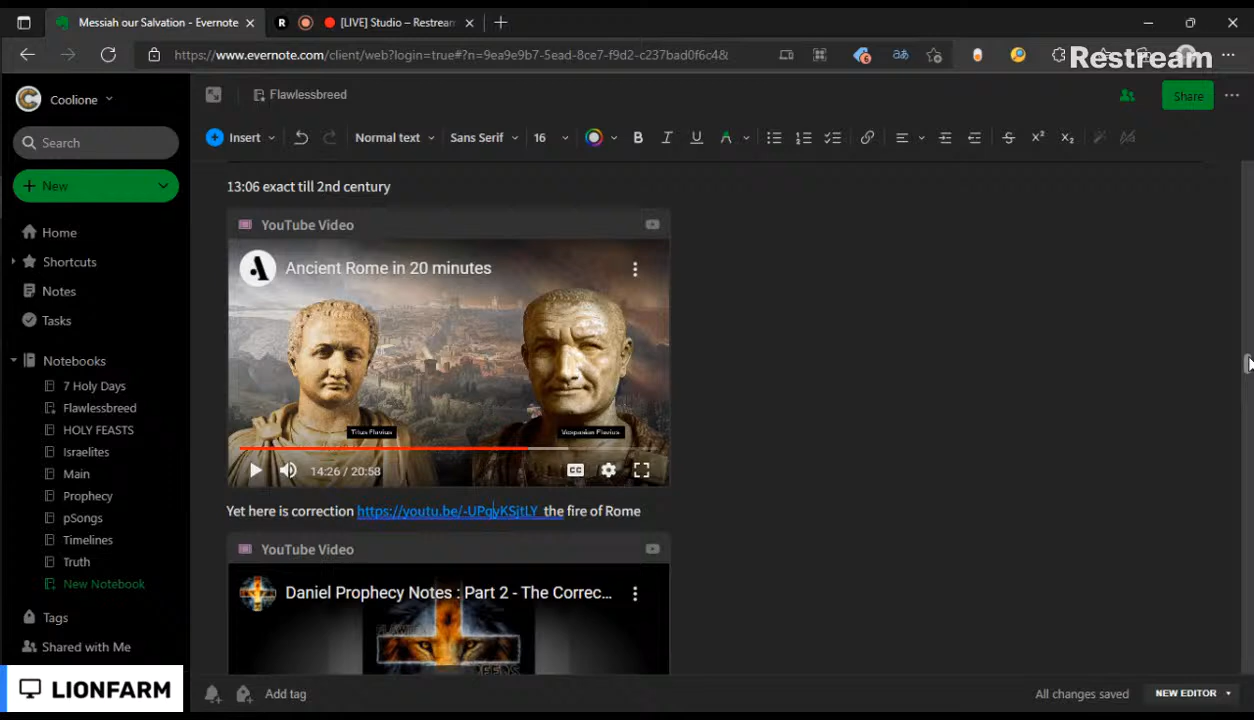 Messiah our Salvation - Evernote
[LIVE] Studio – Restream
https://www.evernote.com/client/web?login=true#?n=9ea9e9b7-5ead-8ce7-f9d2-c237bad0f6c4&
Restream
Coolione
Flawlessbreed
Share
Search
Insert
Normal text
Sans Serif
16
New
13:06 exact till 2nd century
YouTube Video
Home
Shortcuts
Ancient Rome in 20 minutes
Notes
Tasks
Notebooks
7 Holy Days
Flawlessbreed
HOLY FEASTS
Titus Flavius
Vespasian Flavius
Israelites
Main
14:26 / 20:58
Prophecy
pSongs
Yet here is correction https://youtu.be/-UPqyKSjtLY the fire of Rome
Timelines
YouTube Video
Truth
New Notebook
Daniel Prophecy Notes : Part 2 - The Correc...
Tags
Shared with Me
LIONFARM
Add tag
All changes saved
NEW EDITOR